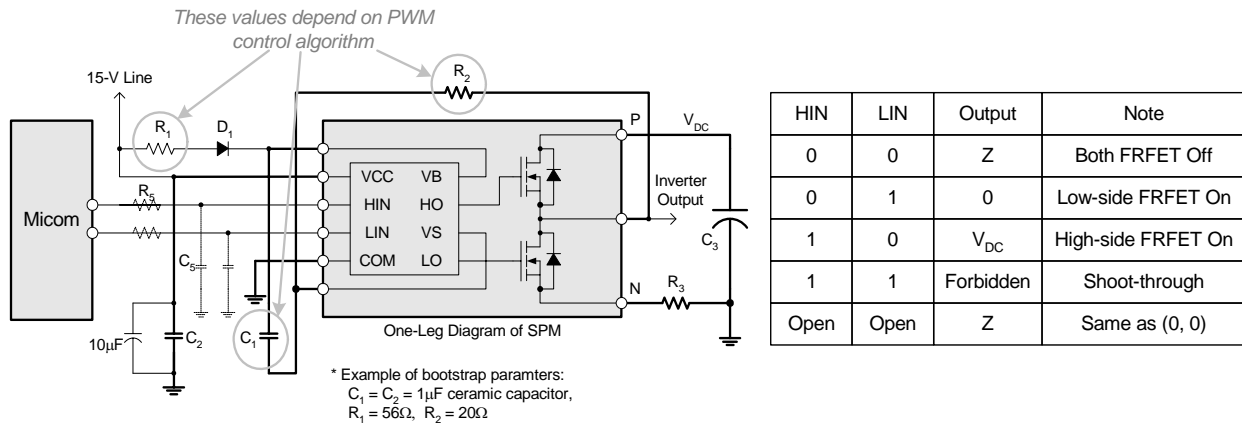 These values depend on PWM
control algorithm
R2
15-V Line
R1
D1
P
VDC
VCC
VB
R5
Inverter
Output
Micom
HIN
HO
LIN
VS
C3
C5
COM
LO
N
R3
One-Leg Diagram of SPM
10μF
C2
C1
* Example of bootstrap paramters:
C1 = C2 = 1μF ceramic capacitor,
R1 = 56Ω, R2 = 20Ω
HIN LIN Output Note
0 0 Z Both FRFET Off
0 1 0 Low-side FRFET On
1 0 VDC High-side FRFET On
1 1 Forbidden Shoot-through
Open Open Z Same as (0, 0)